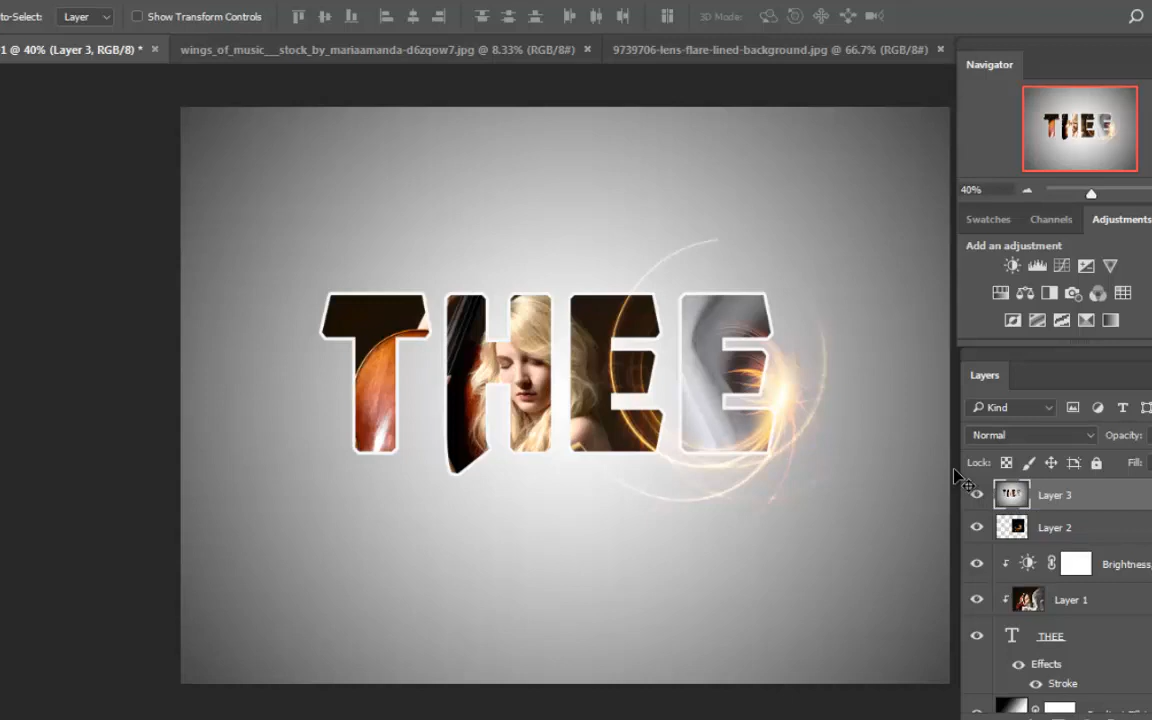 to-Select: Layer Show Transform Controls 3D Mode:
1 @ 40% (Layer 3, RGB/8) * × wings_of_music__stock_by_mariaamanda-d6zqow7.jpg @ 8.33% (RGB/8#) × 9739706-lens-flare-lined-background.jpg @ 66.7% (RGB/8#) ×
Navigator
THEE
40%
Swatches Channels Adjustments
Add an adjustment
THEE
Layers
Kind T
Normal Opacity:
Lock: Fill:
Layer 3
Layer 2
Brightness
Layer 1
T THEE
Effects
Stroke